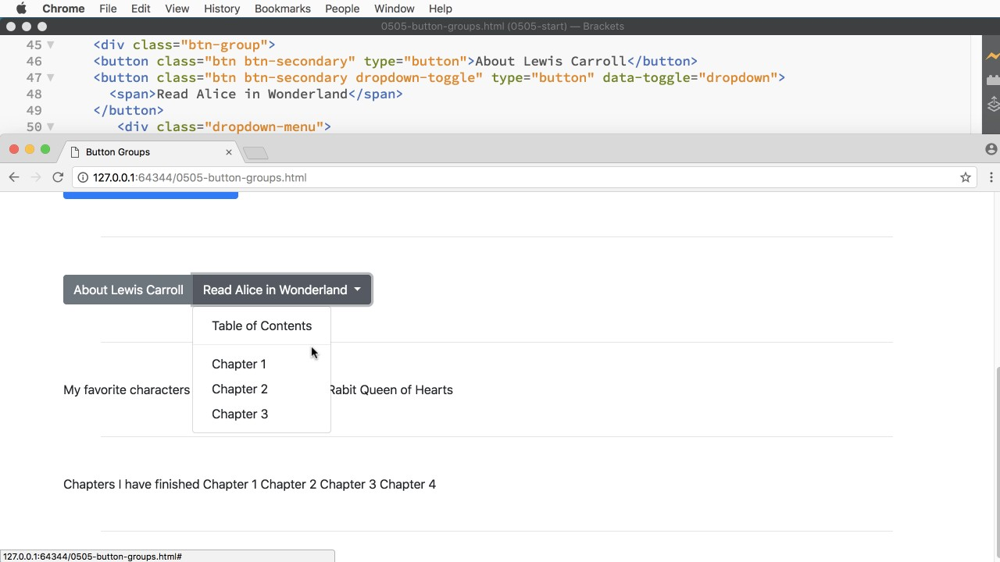 Chrome File Edit View History Bookmarks People Window Help
0505-button-groups.html (0505-start) — Brackets
45 <div class="btn-group">
46 <button class="btn btn-secondary" type="button">About Lewis Carroll</button>
47 <button class="btn btn-secondary dropdown-toggle" type="button" data-toggle="dropdown">
48 <span>Read Alice in Wonderland</span>
49 </button>
50 <div class="dropdown-menu">
Button Groups
127.0.0.1:64344/0505-button-groups.html
About Lewis Carroll Read Alice in Wonderland
Table of Contents
Chapter 1
My favorite characters Chapter 2 Rabit Queen of Hearts
Chapter 3
Chapters I have finished Chapter 1 Chapter 2 Chapter 3 Chapter 4
127.0.0.1:64344/0505-button-groups.html#